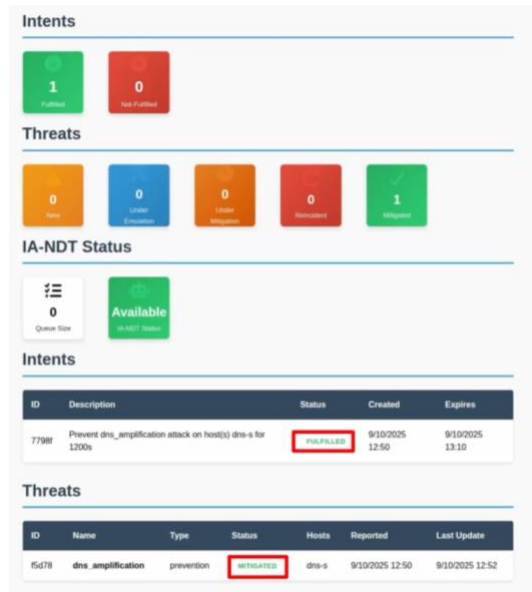 Intents
1
Fulfilled
0
Not Fulfilled
Threats
0
New
0
Under
Emulation
0
Under
Mitigation
0
Reincident
1
Mitigated
IA-NDT Status
0
Queue Size
Available
IA-NDT Status
Intents
ID Description Status Created Expires
7798f Prevent dns_amplification attack on host(s) dns-s for 1200s FULFILLED 9/10/2025 12:50 9/10/2025 13:10
Threats
ID Name Type Status Hosts Reported Last Update
f5d78 dns_amplification prevention MITIGATED dns-s 9/10/2025 12:50 9/10/2025 12:52